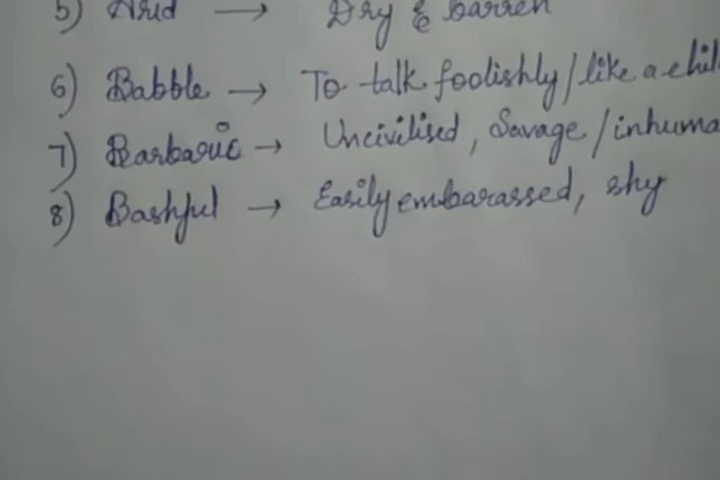 5) Arid → Dry & barren
6) Babble → To talk foolishly/like a chil
7) Barbaric → Uncivilised, Savage/inhuma
8) Bashful → Easily embarassed, shy